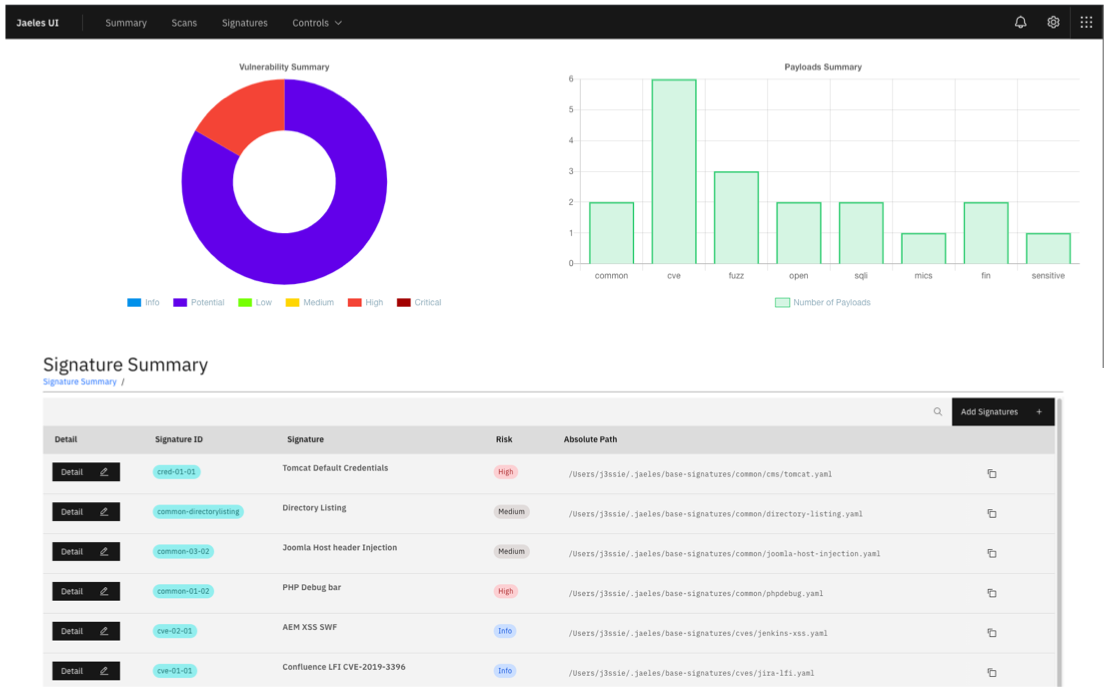 Jaeles UI Summary Scans Signatures Controls
Vulnerability Summary
Info Potential Low Medium High Critical
Payloads Summary
6
5
4
3
2
1
0
common cve fuzz open sqli mics fin sensitive
Number of Payloads
Signature Summary
Signature Summary /
Add Signatures +
Detail Signature ID Signature Risk Absolute Path
Detail cred-01-01 Tomcat Default Credentials High /Users/j3ssie/.jaeles/base-signatures/common/cms/tomcat.yaml
Detail common-directorylisting Directory Listing Medium /Users/j3ssie/.jaeles/base-signatures/common/directory-listing.yaml
Detail common-03-02 Joomla Host header Injection Medium /Users/j3ssie/.jaeles/base-signatures/common/joomla-host-injection.yaml
Detail common-01-02 PHP Debug bar High /Users/j3ssie/.jaeles/base-signatures/common/phpdebug.yaml
Detail cve-02-01 AEM XSS SWF Info /Users/j3ssie/.jaeles/base-signatures/cves/jenkins-xss.yaml
Detail cve-01-01 Confluence LFI CVE-2019-3396 Info /Users/j3ssie/.jaeles/base-signatures/cves/jira-lfi.yaml